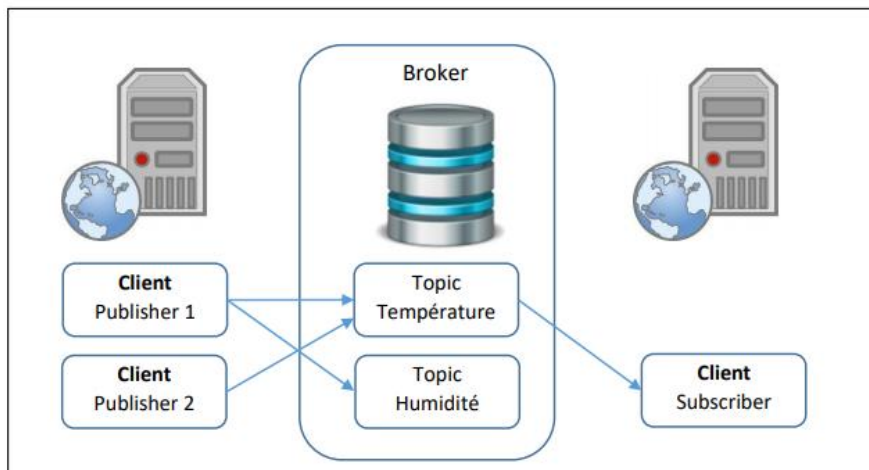 Broker
Client
Publisher 1
Topic
Température
Client
Publisher 2
Topic
Humidité
Client
Subscriber